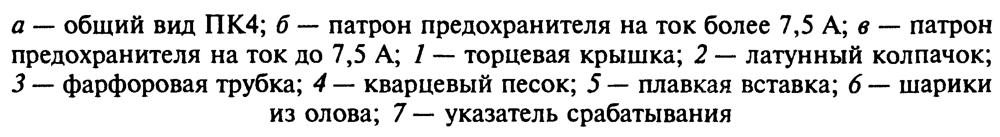 а — общий вид ПК4; б — патрон предохранителя на ток более 7,5 А; в — патрон
предохранителя на ток до 7,5 А; 1 — торцевая крышка; 2 — латунный колпачок;
3 — фарфоровая трубка; 4 — кварцевый песок; 5 — плавкая вставка; 6 — шарики
из олова; 7 — указатель срабатывания